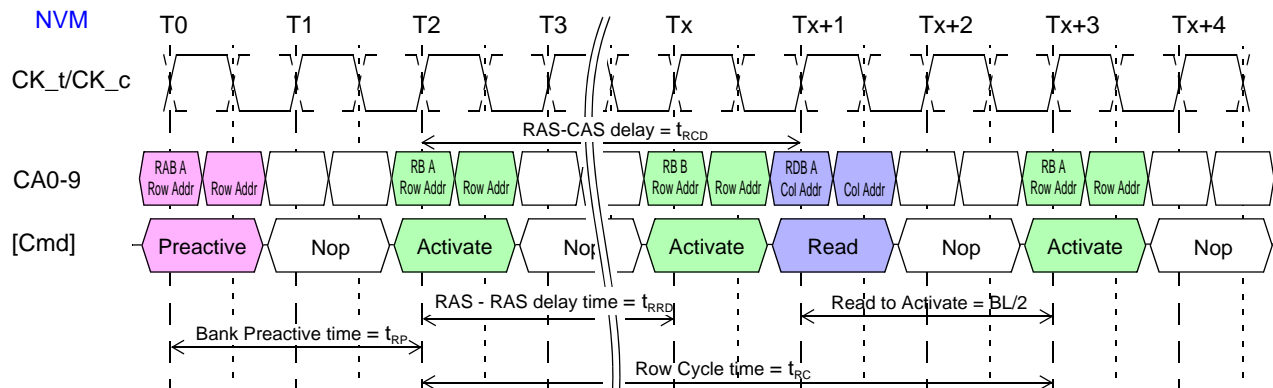 NVM
T0 T1 T2 T3 Tx Tx+1 Tx+2 Tx+3 Tx+4
CK_t/CK_c
RAS-CAS delay = tRCD
CA0-9
RAB A
Row Addr
Row Addr
RB A
Row Addr
Row Addr
RB B
Row Addr
Row Addr
RDB A
Col Addr
Col Addr
RB A
Row Addr
Row Addr
[Cmd] Preactive Nop Activate Nop Activate Read Nop Activate Nop
RAS - RAS delay time = tRRD
Read to Activate = BL/2
Bank Preactive time = tRP
Row Cycle time = tRC